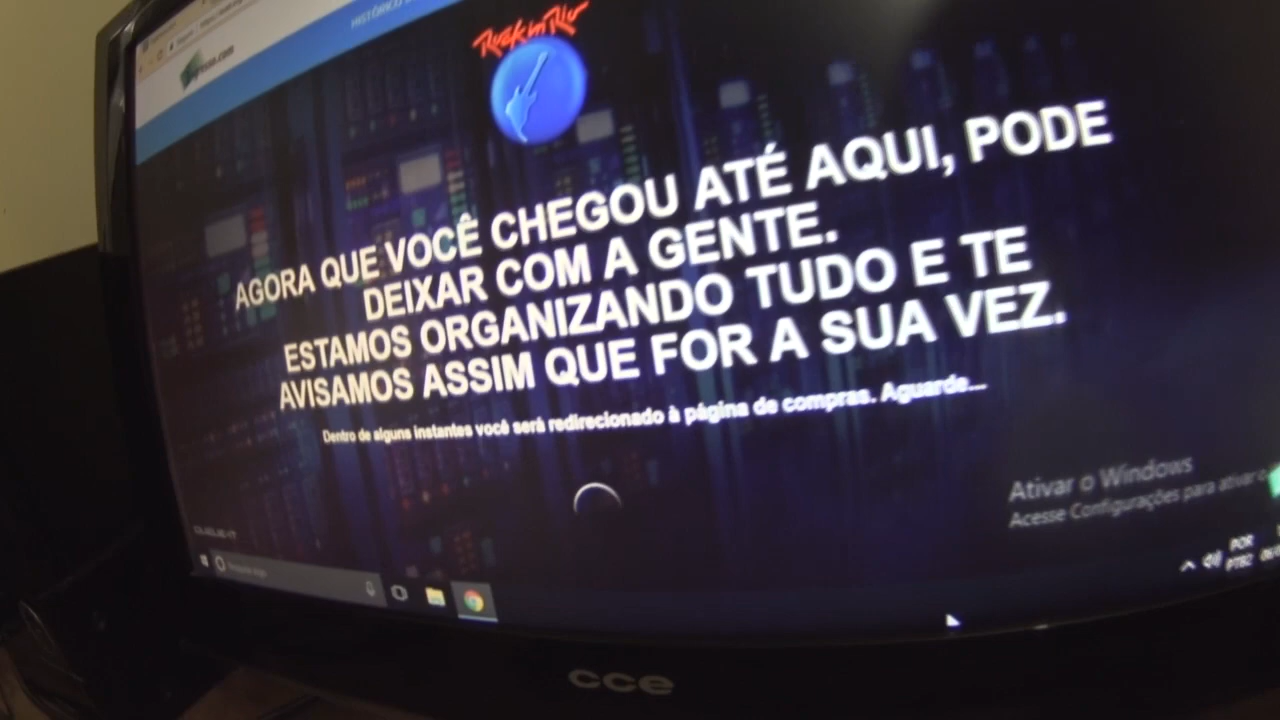 HISTÓRICO
Rock in Rio
AGORA QUE VOCÊ CHEGOU ATÉ AQUI, PODE
DEIXAR COM A GENTE.
ESTAMOS ORGANIZANDO TUDO E TE
AVISAMOS ASSIM QUE FOR A SUA VEZ.
Dentro de alguns instantes você será redirecionado à página de compras. Aguarde...
Ativar o Windows
Acesse Configurações para ativar o
POR
PTB2
cce